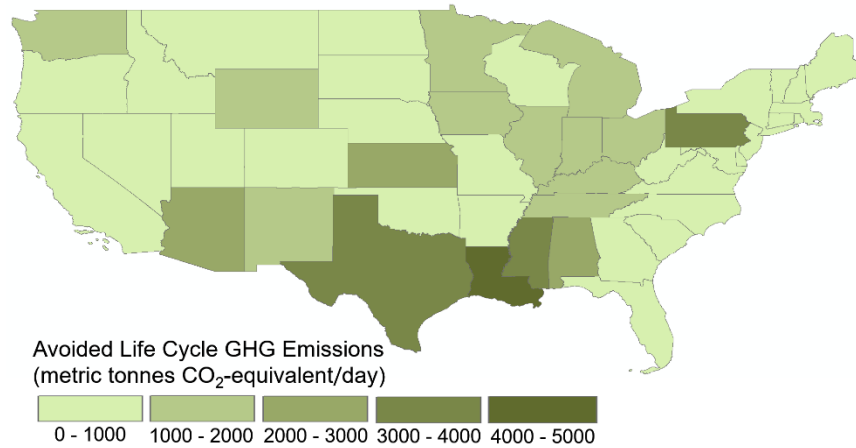 Avoided Life Cycle GHG Emissions
(metric tonnes CO₂-equivalent/day)
0 - 1000 1000 - 2000 2000 - 3000 3000 - 4000 4000 - 5000